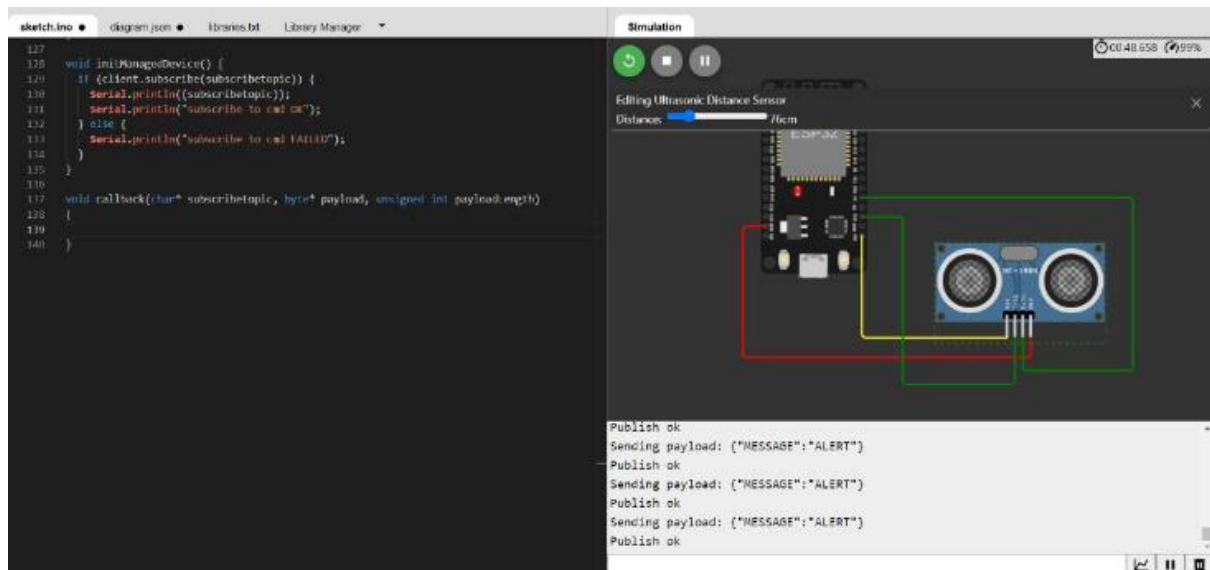 sketch.ino ●
diagram.json ●
libraries.txt
Library Manager
127
128 void initManagedDevice() {
129 if (client.subscribe(subscribetopic)) {
130 Serial.println((subscribetopic));
131 Serial.println("subscribe to cmd OK");
132 } else {
133 Serial.println("subscribe to cmd FAILED");
134 }
135 }
136
137 void callback(char* subscribetopic, byte* payload, unsigned int payloadLength)
138 {
139
140 }
Simulation
00:48.658 99%
Editing Ultrasonic Distance Sensor
Distance: 76cm
ESP32
Publish ok
Sending payload: {"MESSAGE":"ALERT"}
Publish ok
Sending payload: {"MESSAGE":"ALERT"}
Publish ok
Sending payload: {"MESSAGE":"ALERT"}
Publish ok